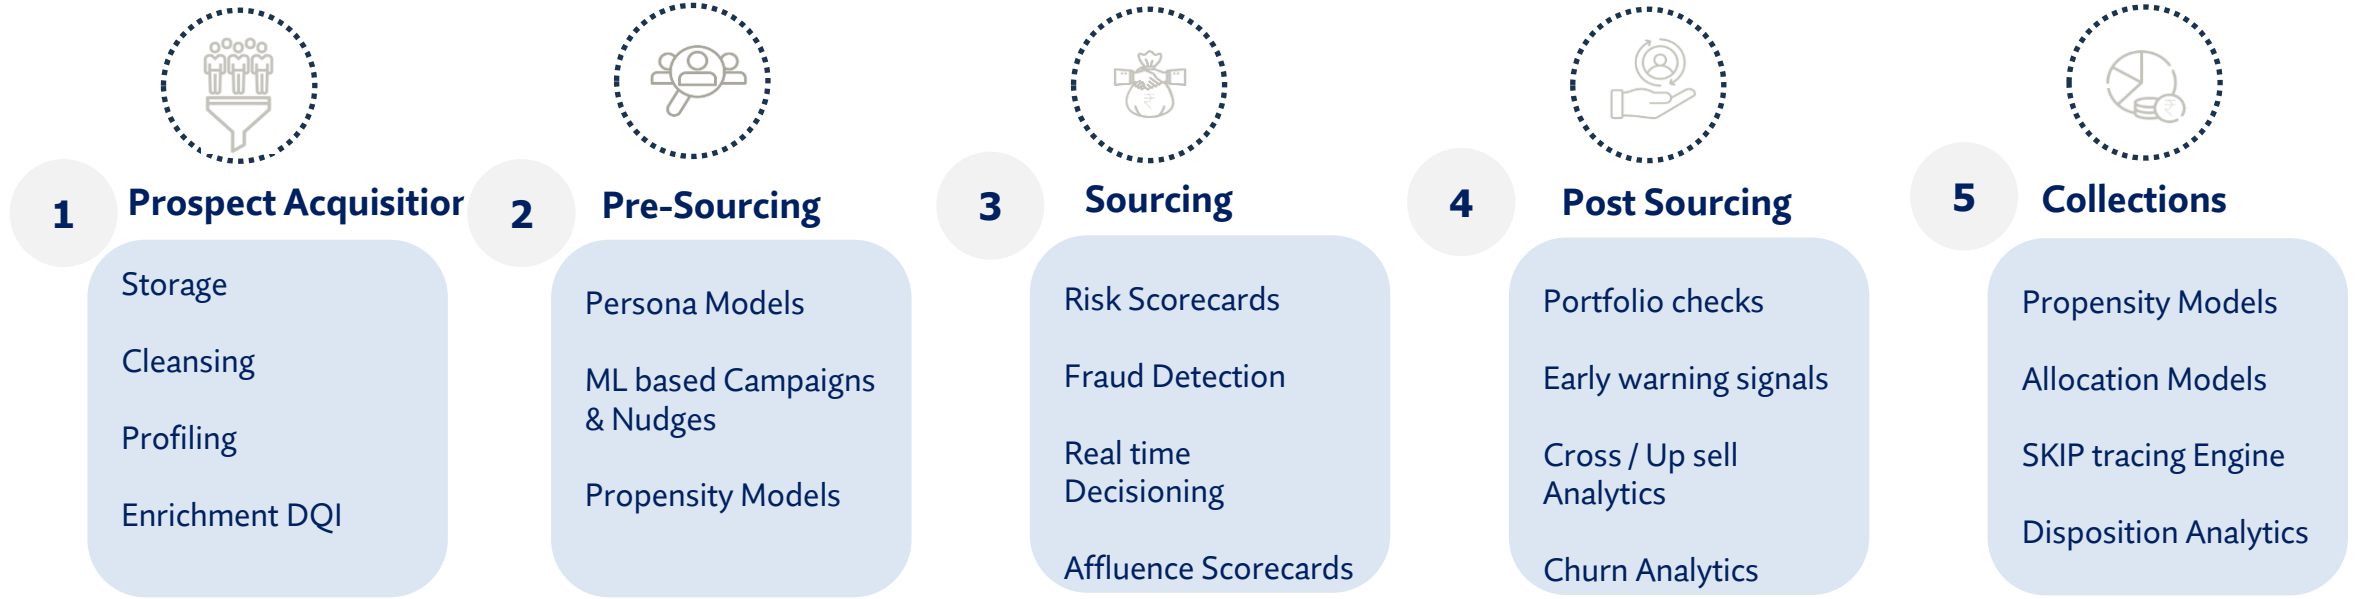 1
Prospect Acquisition
Storage
Cleansing
Profiling
Enrichment DQI
2
Pre-Sourcing
Persona Models
ML based Campaigns
& Nudges
Propensity Models
3
Sourcing
Risk Scorecards
Fraud Detection
Real time
Decisioning
Affluence Scorecards
4
Post Sourcing
Portfolio checks
Early warning signals
Cross / Up sell
Analytics
Churn Analytics
5
Collections
Propensity Models
Allocation Models
SKIP tracing Engine
Disposition Analytics